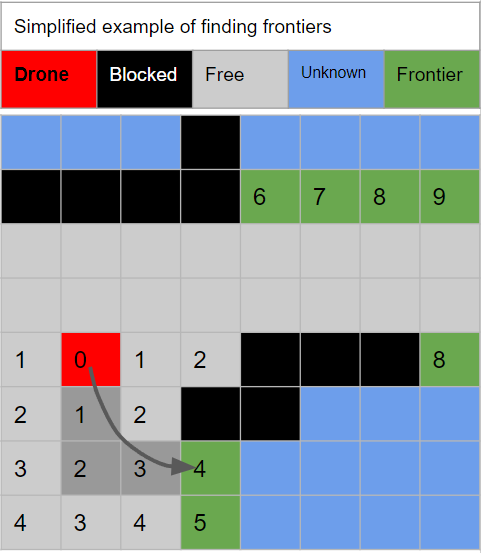 Simplified example of finding frontiers
Drone Blocked Free Unknown Frontier
6 7 8 9
1 0 1 2 8
2 1 2
3 2 3 4
4 3 4 5